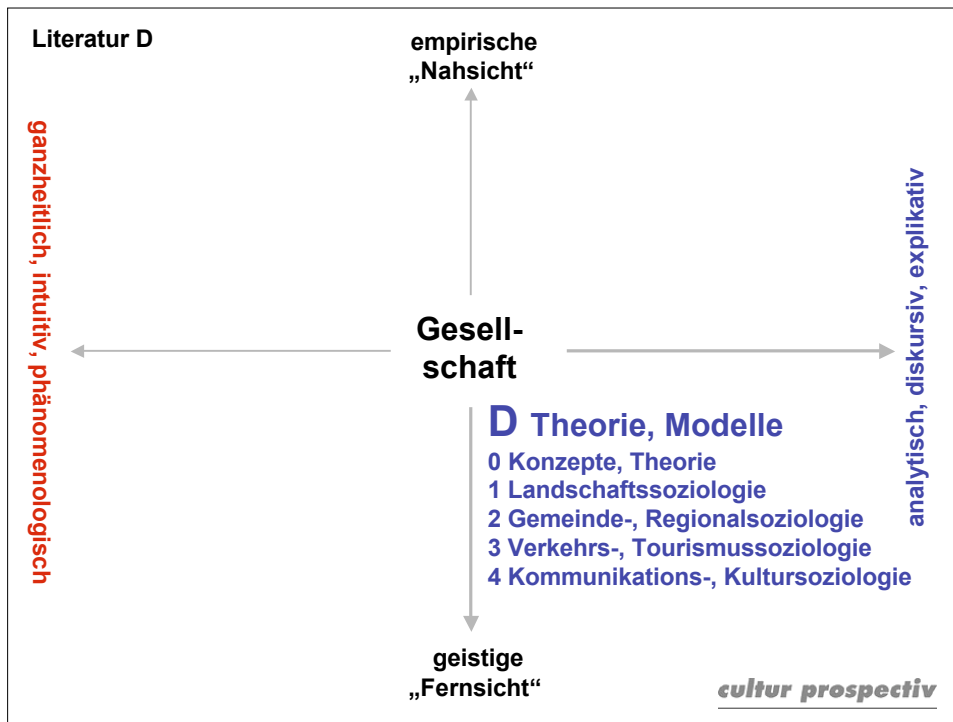 Literatur D
empirische
„Nahsicht“
ganzheitlich, intuitiv, phänomenologisch
analytisch, diskursiv, explikativ
Gesell-
schaft
D Theorie, Modelle
0 Konzepte, Theorie
1 Landschaftssoziologie
2 Gemeinde-, Regionalsoziologie
3 Verkehrs-, Tourismussoziologie
4 Kommunikations-, Kultursoziologie
geistige
„Fernsicht“
cultur prospectiv